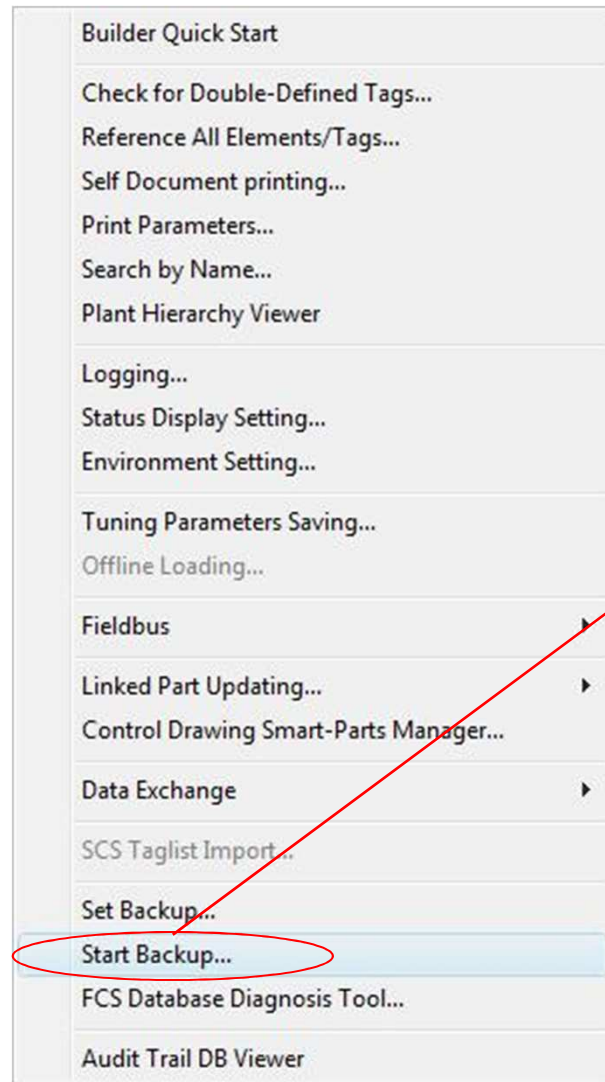 Builder Quick Start
Check for Double-Defined Tags...
Reference All Elements/Tags...
Self Document printing...
Print Parameters...
Search by Name...
Plant Hierarchy Viewer
Logging...
Status Display Setting...
Environment Setting...
Tuning Parameters Saving...
Offline Loading...
Fieldbus
Linked Part Updating...
Control Drawing Smart-Parts Manager...
Data Exchange
SCS Taglist Import...
Set Backup...
Start Backup...
FCS Database Diagnosis Tool...
Audit Trail DB Viewer